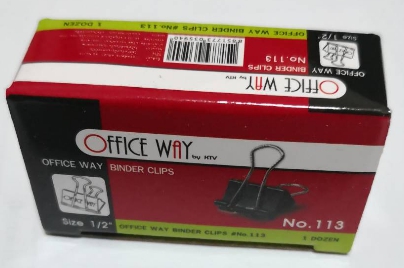 Size 1/2"
OFFICE WAY
BINDER CLIPS
No.113
OFFICE WAY by HTV
1 DOZEN OFFICE WAY BINDER CLIPS #No.113
OFFICE WAY by HTV
OFFICE WAY BINDER CLIPS
No.113
Size 1/2" OFFICE WAY BINDER CLIPS #No.113 1 DOZEN